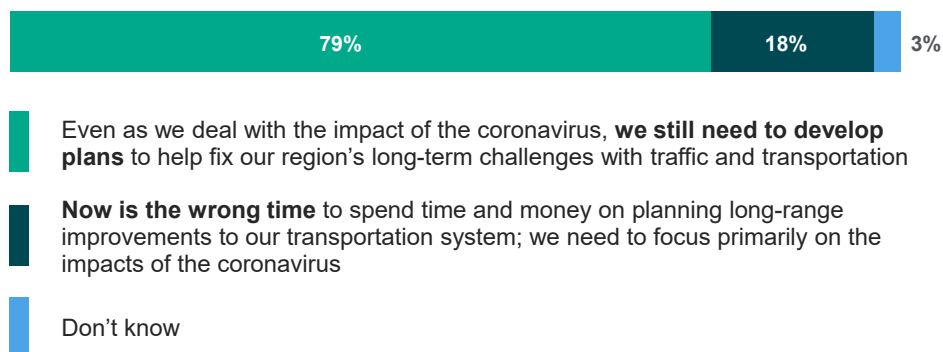 79% 18% 3%
Even as we deal with the impact of the coronavirus, we still need to develop
plans to help fix our region’s long-term challenges with traffic and transportation
Now is the wrong time to spend time and money on planning long-range
improvements to our transportation system; we need to focus primarily on the
impacts of the coronavirus
Don’t know